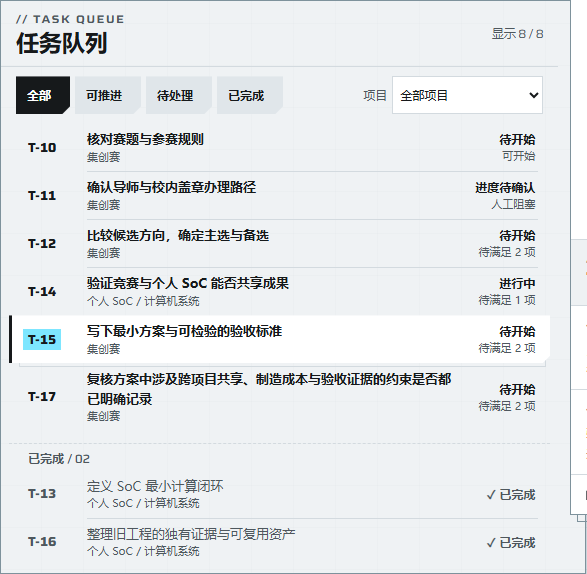 // TASK QUEUE
任务队列
显示 8 / 8
全部
可推进
待处理
已完成
项目
全部项目
T-10
核对赛题与参赛规则
集创赛
待开始
可开始
T-11
确认导师与校内盖章办理路径
集创赛
进度待确认
人工阻塞
T-12
比较候选方向，确定主选与备选
集创赛
待开始
待满足 2 项
T-14
验证竞赛与个人 SoC 能否共享成果
个人 SoC / 计算机系统
进行中
待满足 1 项
T-15
写下最小方案与可检验的验收标准
集创赛
待开始
待满足 2 项
T-17
复核方案中涉及跨项目共享、制造成本与验收证据的约束是否都
已明确记录
集创赛
待开始
待满足 2 项
已完成 / 02
T-13
定义 SoC 最小计算闭环
个人 SoC / 计算机系统
✓ 已完成
T-16
整理旧工程的独有证据与可复用资产
个人 SoC / 计算机系统
✓ 已完成